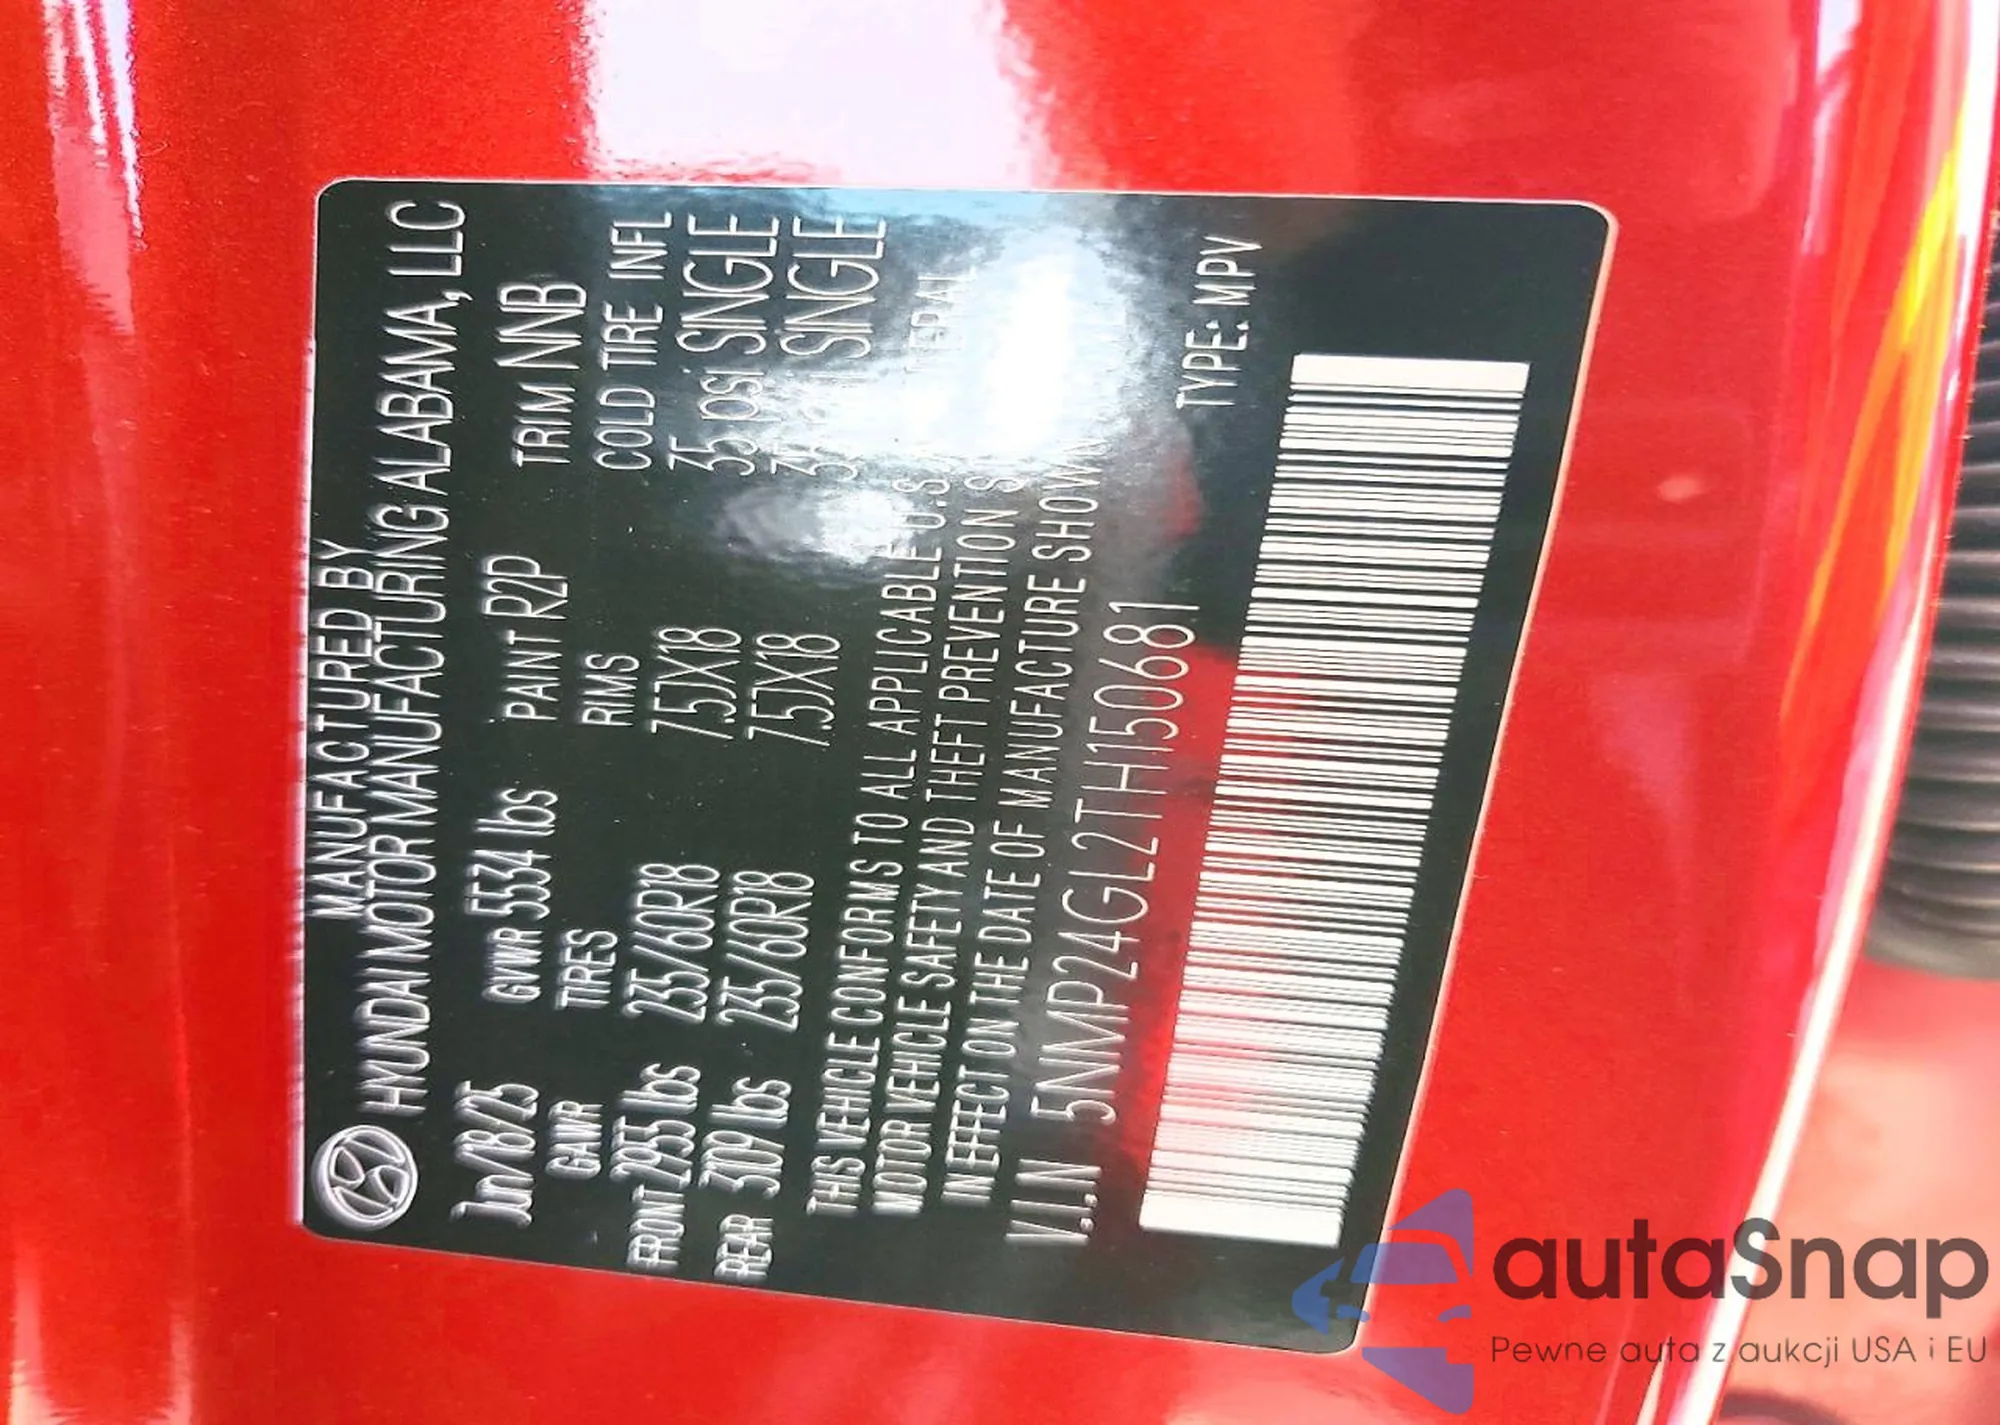 MANUFACTURED BY
HYUNDAI MOTOR MANUFACTURING ALABAMA, LLC
Jun/18/25 GVWR 5534 lbs PAINT R2P TRIM NNB
GAWR TIRES RIMS COLD TIRE INFL
FRONT 2955 lbs 235/60R18 7.5JX18 35 psi SINGLE
REAR 3109 lbs 235/60R18 7.5JX18 SINGLE
THIS VEHICLE CONFORMS TO ALL APPLICABLE U.S.
MOTOR VEHICLE SAFETY AND THEFT PREVENTION
IN EFFECT ON THE DATE OF MANUFACTURE SHOWN
V.I.N 5NMP24GL2TH150681 TYPE: MPV
autaSnap
Pewne auta z aukcji USA i EU